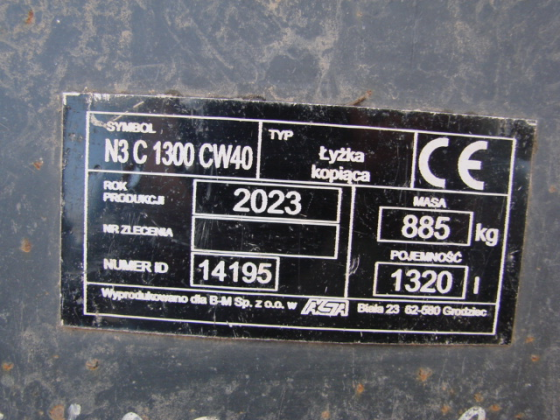 SYMBOL
N3 C 1300 CW40
TYP
Łyżka
kopiąca
CE
ROK
PRODUKCJI
2023
MASA
885 kg
NR ZLECENIA
POJEMNOŚĆ
NUMER ID 14195
1320 l
Wyprodukowano dla B-M Sp. z o.o. w AKSA Biała 23 62-580 Grodziec